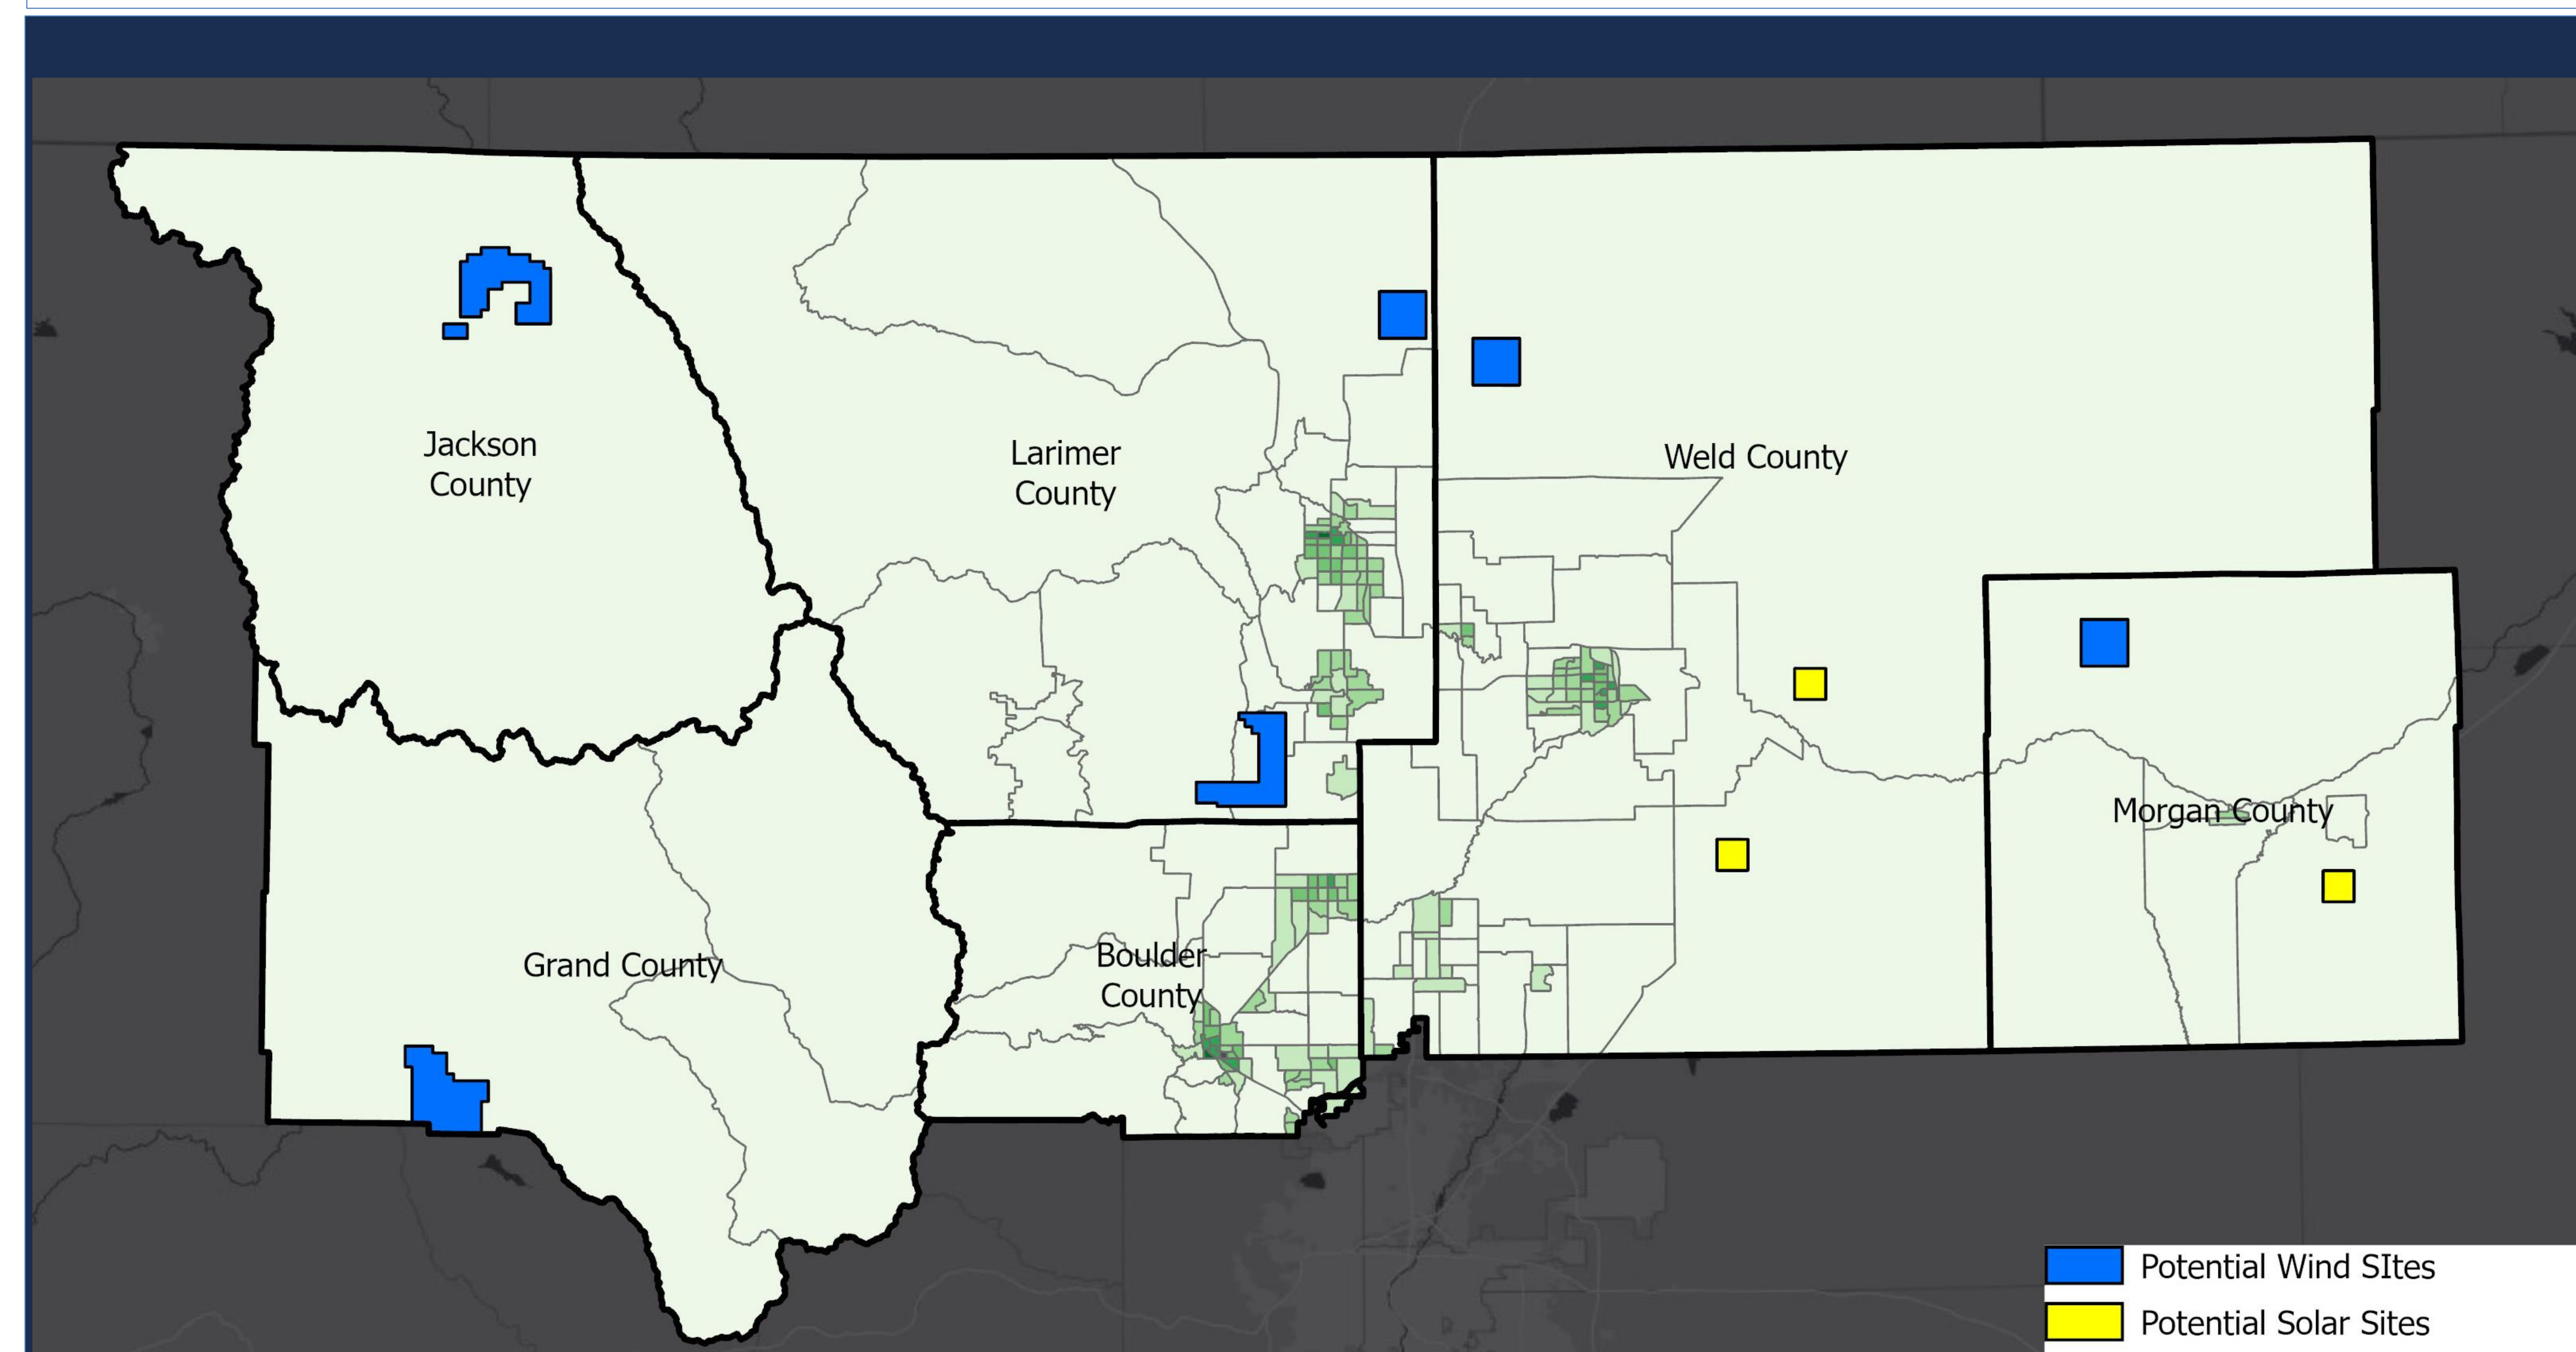 Jackson
County
Larimer
County
Weld County
Morgan County
Grand County
Boulder
County
Potential Wind SItes
Potential Solar Sites